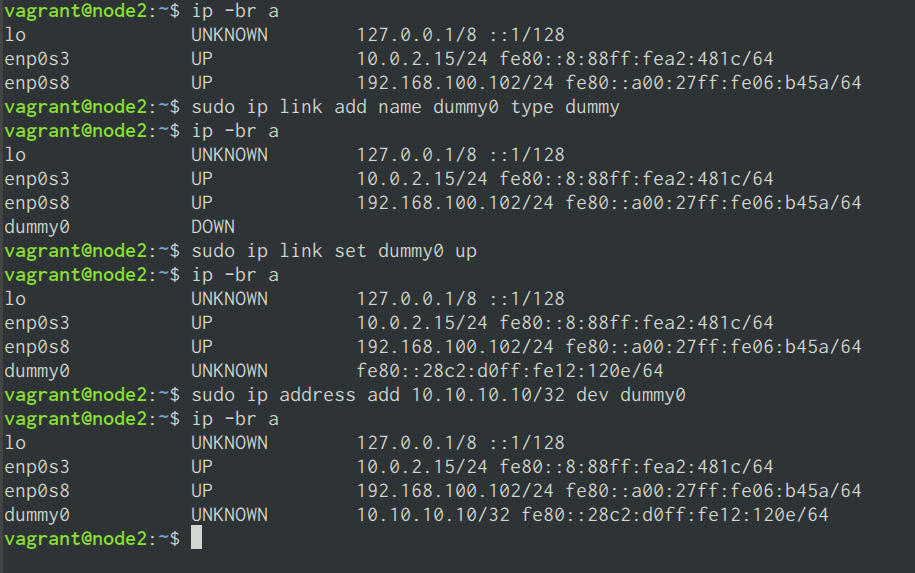 vagrant@node2:~$ ip -br a
lo               UNKNOWN        127.0.0.1/8 ::1/128
enp0s3           UP             10.0.2.15/24 fe80::8:88ff:fea2:481c/64
enp0s8           UP             192.168.100.102/24 fe80::a00:27ff:fe06:b45a/64
vagrant@node2:~$ sudo ip link add name dummy0 type dummy
vagrant@node2:~$ ip -br a
lo               UNKNOWN        127.0.0.1/8 ::1/128
enp0s3           UP             10.0.2.15/24 fe80::8:88ff:fea2:481c/64
enp0s8           UP             192.168.100.102/24 fe80::a00:27ff:fe06:b45a/64
dummy0           DOWN
vagrant@node2:~$ sudo ip link set dummy0 up
vagrant@node2:~$ ip -br a
lo               UNKNOWN        127.0.0.1/8 ::1/128
enp0s3           UP             10.0.2.15/24 fe80::8:88ff:fea2:481c/64
enp0s8           UP             192.168.100.102/24 fe80::a00:27ff:fe06:b45a/64
dummy0           UNKNOWN        fe80::28c2:d0ff:fe12:120e/64
vagrant@node2:~$ sudo ip address add 10.10.10.10/32 dev dummy0
vagrant@node2:~$ ip -br a
lo               UNKNOWN        127.0.0.1/8 ::1/128
enp0s3           UP             10.0.2.15/24 fe80::8:88ff:fea2:481c/64
enp0s8           UP             192.168.100.102/24 fe80::a00:27ff:fe06:b45a/64
dummy0           UNKNOWN        10.10.10.10/32 fe80::28c2:d0ff:fe12:120e/64
vagrant@node2:~$